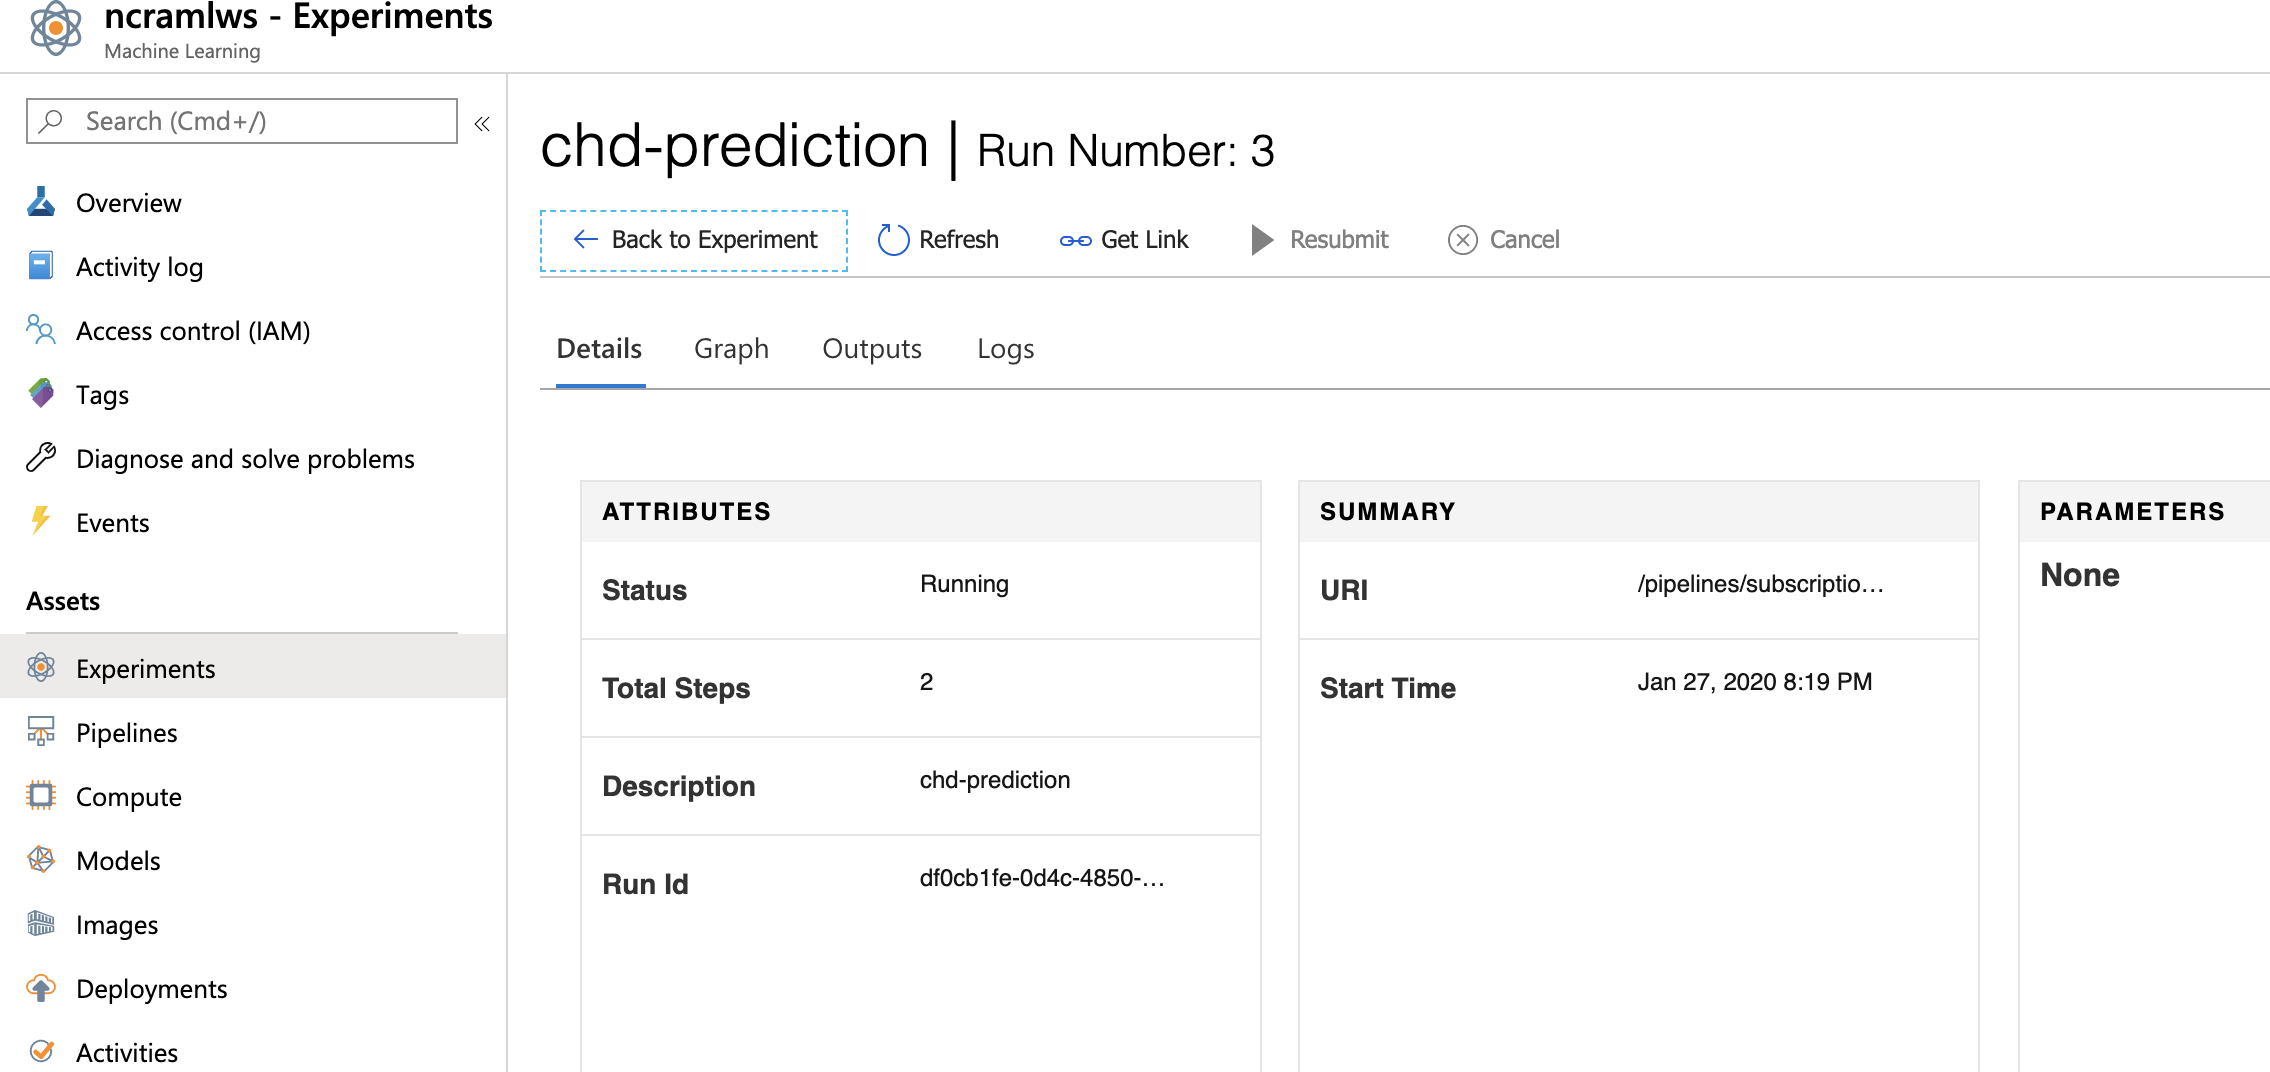 ncramlws - Experiments
Machine Learning
Search (Cmd+/)
«
Overview
Activity log
Access control (IAM)
Tags
Diagnose and solve problems
Events
Assets
Experiments
Pipelines
Compute
Models
Images
Deployments
Activities
chd-prediction | Run Number: 3
Back to Experiment Refresh Get Link Resubmit Cancel
Details Graph Outputs Logs
ATTRIBUTES
Status Running
Total Steps 2
Description chd-prediction
Run Id df0cb1fe-0d4c-4850-...
SUMMARY
URI /pipelines/subscriptio...
Start Time Jan 27, 2020 8:19 PM
PARAMETERS
None